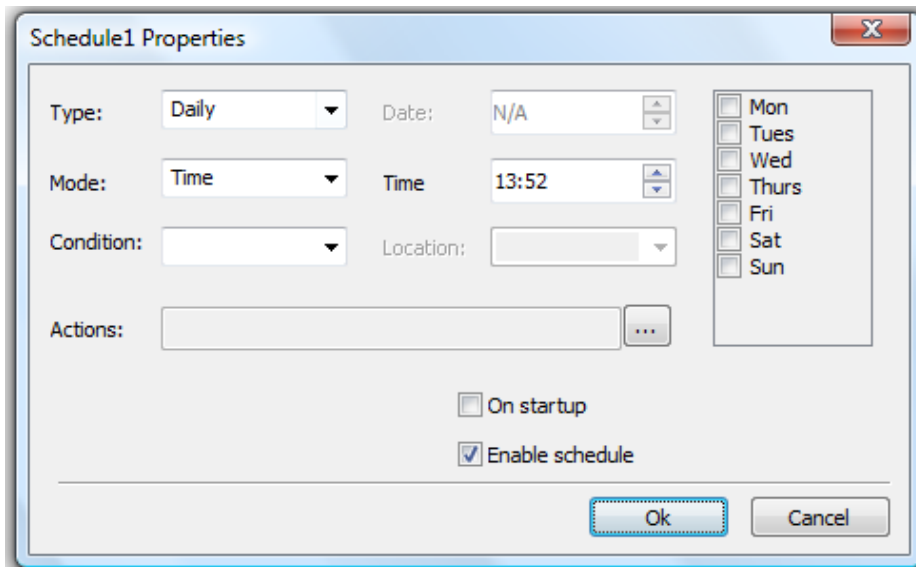 Schedule1 Properties
Type: Daily Date: N/A
Mode: Time Time 13:52
Condition: Location:
Actions: ...
Mon
Tues
Wed
Thurs
Fri
Sat
Sun
On startup
Enable schedule
Ok Cancel